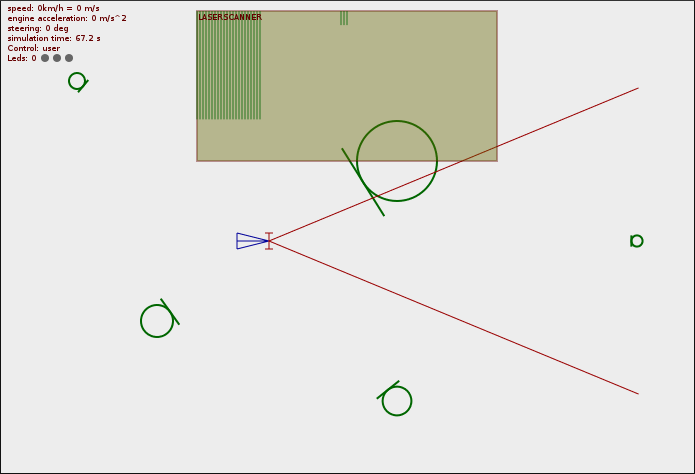 speed: 0km/h = 0 m/s
engine acceleration: 0 m/s^2
steering: 0 deg
simulation time: 67.2 s
Control: user
Leds: 0
LASERSCANNER